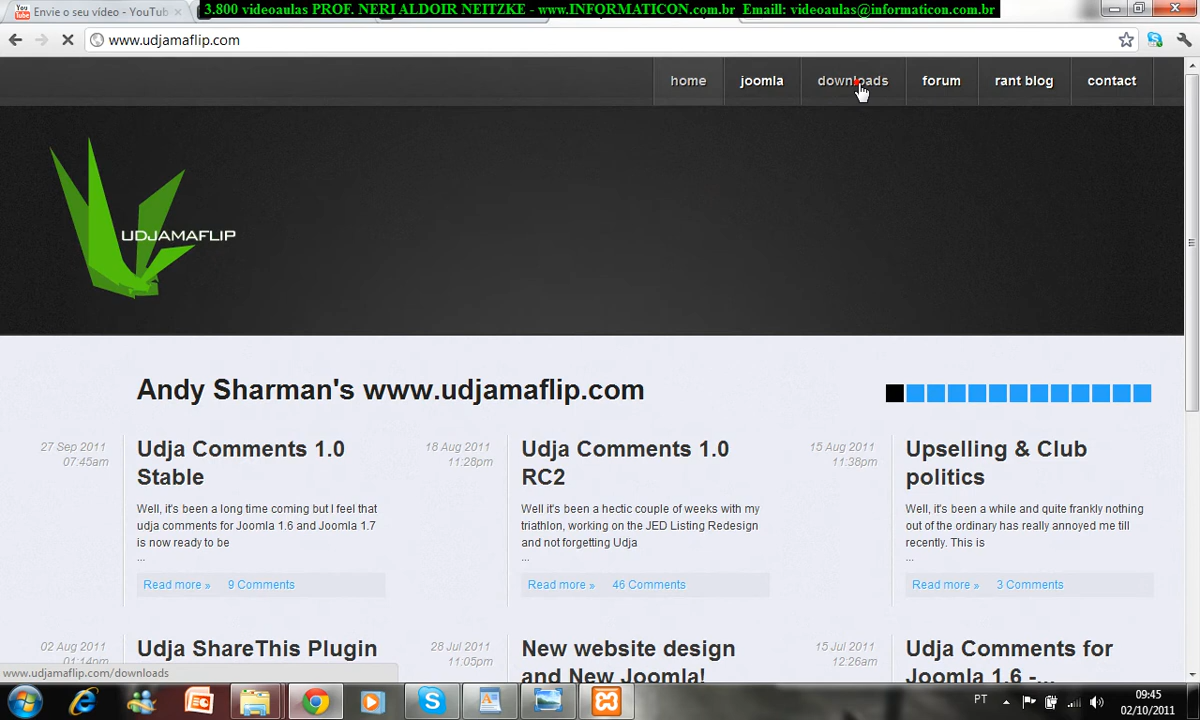 Envie o seu vídeo - YouTub
3.800 videoaulas PROF. NERI ALDOIR NEITZKE - www.INFORMATICON.com.br Emaill: videoaulas@informaticon.com.br
www.udjamaflip.com
home joomla downloads forum rant blog contact
UDJAMAFLIP
Andy Sharman's www.udjamaflip.com
27 Sep 2011
07:45am
Udja Comments 1.0
Stable
Well, it's been a long time coming but I feel that
udja comments for Joomla 1.6 and Joomla 1.7
is now ready to be
...
Read more » 9 Comments
18 Aug 2011
11:28pm
Udja Comments 1.0
RC2
Well it's been a hectic couple of weeks with my
triathlon, working on the JED Listing Redesign
and not forgetting Udja
...
Read more » 46 Comments
15 Aug 2011
11:38pm
Upselling & Club
politics
Well, it's been a while and quite frankly nothing
out of the ordinary has really annoyed me till
recently. This is
...
Read more » 3 Comments
02 Aug 2011
01:14pm
Udja ShareThis Plugin
28 Jul 2011
11:05pm
New website design
and New Joomla!
15 Jul 2011
12:26am
Udja Comments for
Joomla 1.6 -...
www.udjamaflip.com/downloads
PT
09:45
02/10/2011